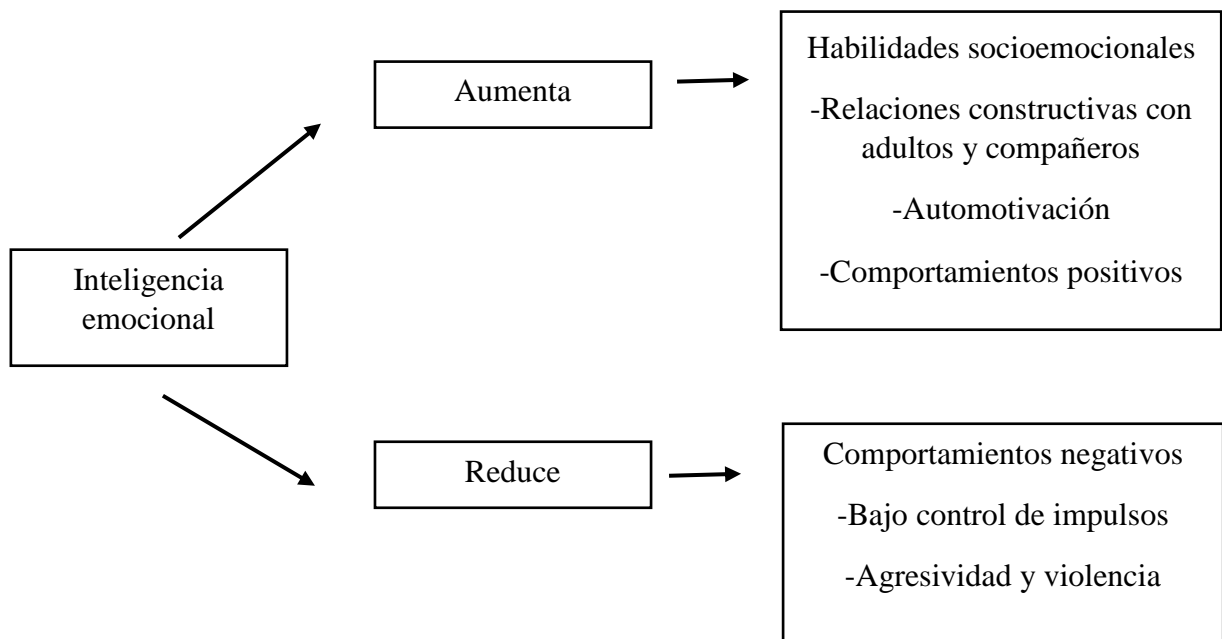 Inteligencia
emocional
Aumenta
Habilidades socioemocionales
-Relaciones constructivas con
adultos y compañeros
-Automotivación
-Comportamientos positivos
Reduce
Comportamientos negativos
-Bajo control de impulsos
-Agresividad y violencia